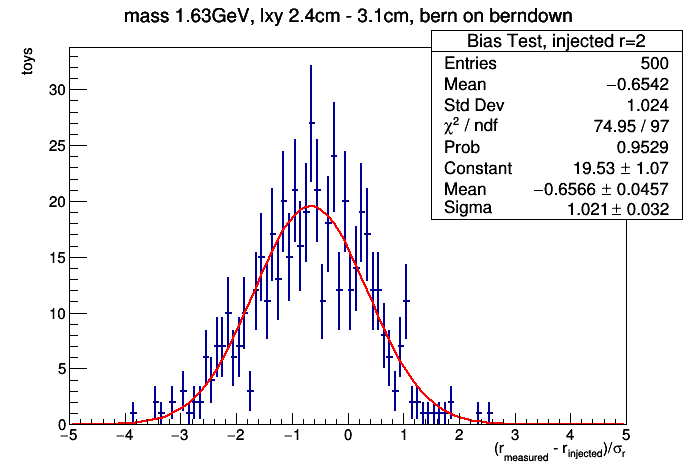 mass 1.63GeV, lxy 2.4cm - 3.1cm, bern on berndown
Bias Test, injected r=2
Entries 500
Mean −0.6542
Std Dev 1.024
χ² / ndf 74.95 / 97
Prob 0.9529
Constant 19.53 ± 1.07
Mean −0.6566 ± 0.0457
Sigma 1.021 ± 0.032
toys
30
25
20
15
10
5
0
−5 −4 −3 −2 −1 0 1 2 3 4 5
(r_measured - r_injected)/σ_r